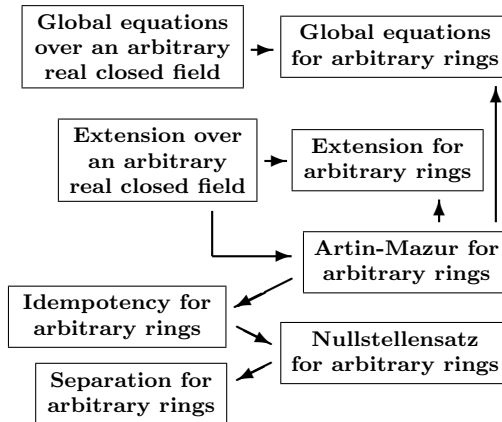 Global equations
over an arbitrary
real closed field
Global equations
for arbitrary rings
Extension over
an arbitrary
real closed field
Extension for
arbitrary rings
Artin-Mazur for
arbitrary rings
Idempotency for
arbitrary rings
Nullstellensatz
for arbitrary rings
Separation for
arbitrary rings